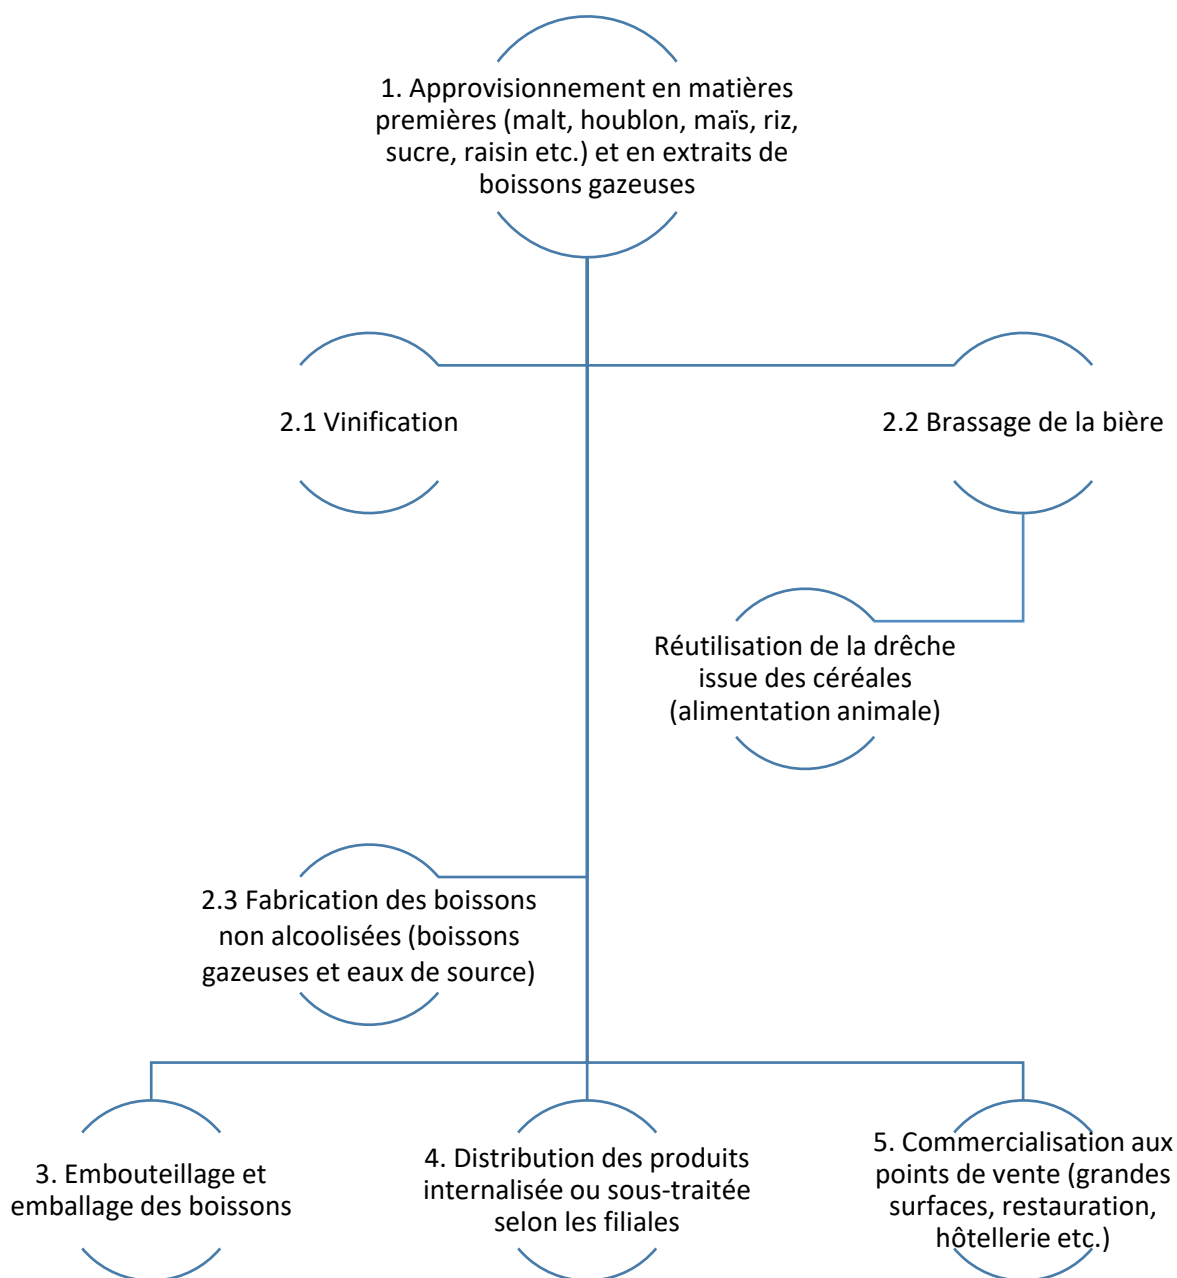 1. Approvisionnement en matières
premières (malt, houblon, maïs, riz,
sucre, raisin etc.) et en extraits de
boissons gazeuses
2.1 Vinification
2.2 Brassage de la bière
Réutilisation de la drêche
issue des céréales
(alimentation animale)
2.3 Fabrication des boissons
non alcoolisées (boissons
gazeuses et eaux de source)
3. Embouteillage et
emballage des boissons
4. Distribution des produits
internalisée ou sous-traitée
selon les filiales
5. Commercialisation aux
points de vente (grandes
surfaces, restauration,
hôtellerie etc.)